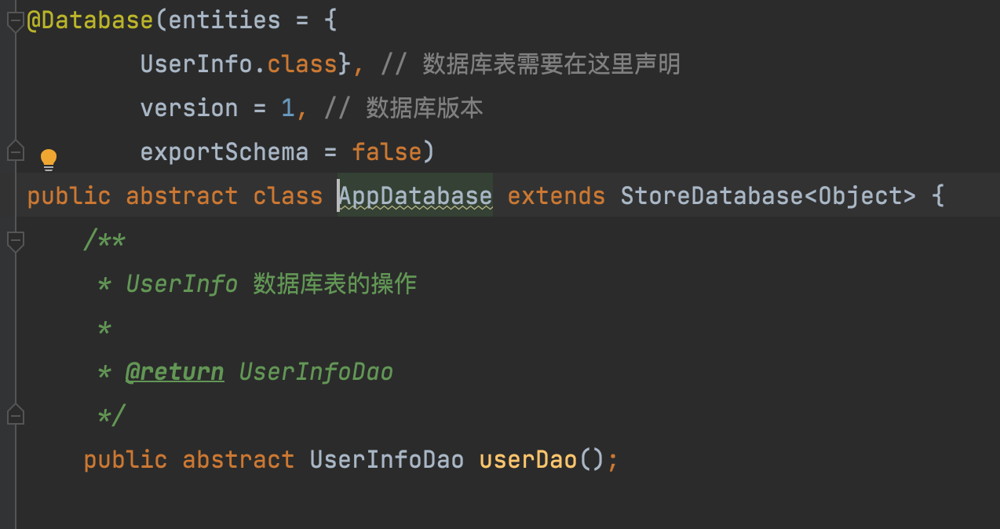 @Database(entities = {
UserInfo.class}, // 数据库表需要在这里声明
version = 1, // 数据库版本
exportSchema = false)
public abstract class AppDatabase extends StoreDatabase<Object> {
/**
* UserInfo 数据库表的操作
*
* @return UserInfoDao
*/
public abstract UserInfoDao userDao();